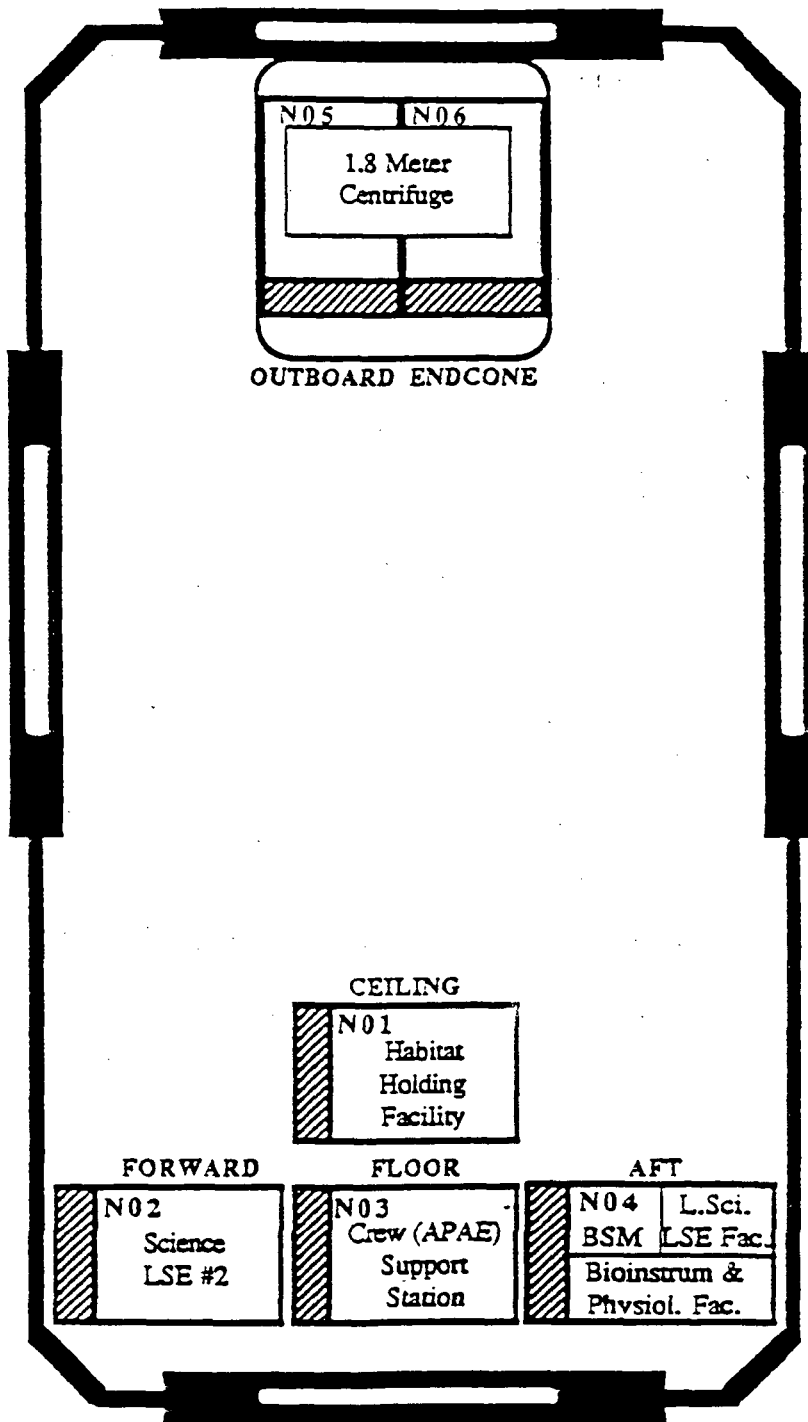 N05 N06
1.8 Meter
Centrifuge
OUTBOARD ENDCONE
CEILING
N01
Habitat
Holding
Facility
FORWARD
N02
Science
LSE #2
FLOOR
N03
Crew (APAE)
Support
Station
AFT
N04 L.Sci.
BSM LSE Fac.
Bioinstrum &
Physiol. Fac.